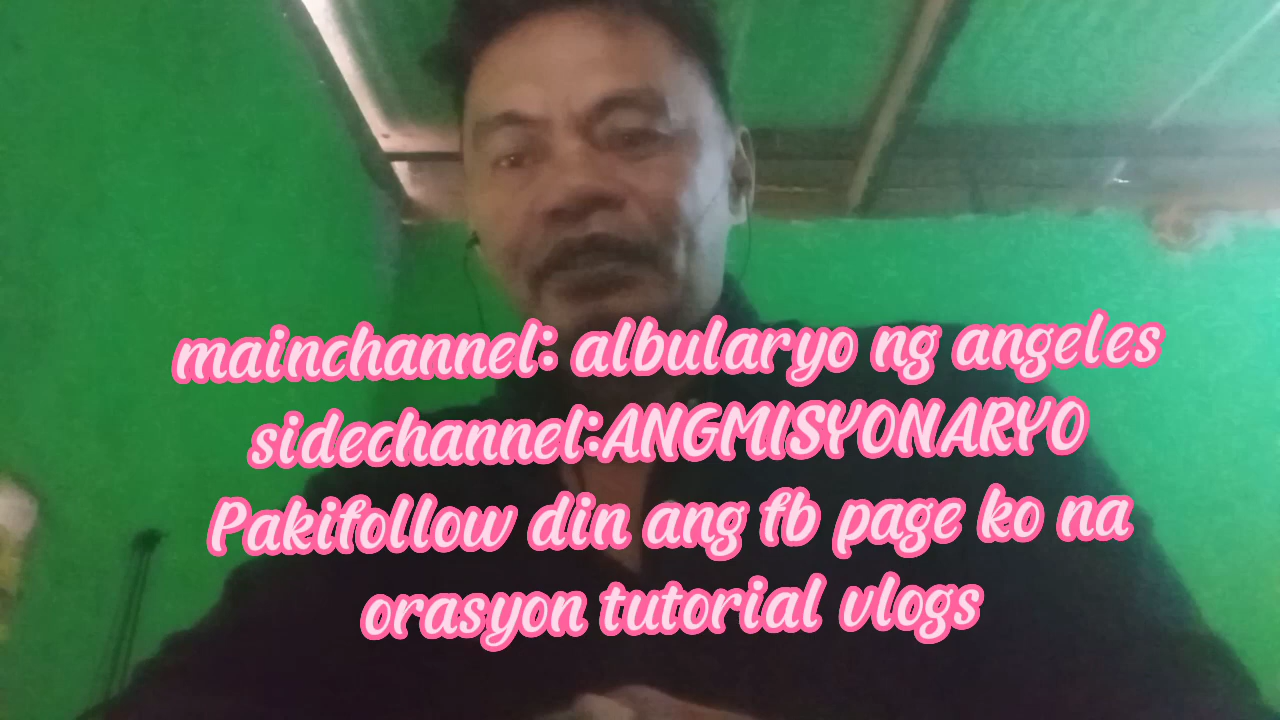 mainchannel: albularyo ng angeles
sidechannel:ANGMISYONARYO
Pakifollow din ang fb page ko na
orasyon tutorial vlogs